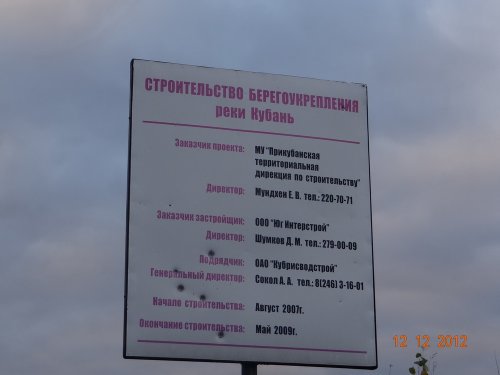 СТРОИТЕЛЬСТВО БЕРЕГОУКРЕПЛЕНИЯ
реки Кубань
Заказчик проекта: МУ "Прикубанская
территориальная
дирекция по строительству"
Директор: Мундхен Е. В. тел.: 220-70-71
Заказчик застройщик: ООО "Юг Интерстрой"
Директор: Шумков Д. М. тел.: 279-00-09
Подрядчик: ОАО "Кубрисводстрой"
Генеральный директор: Сокол А. А. тел.: 8(246) 3-16-01
Начало строительства: Август 2007г.
Окончание строительства: Май 2009г.
12 12 2012